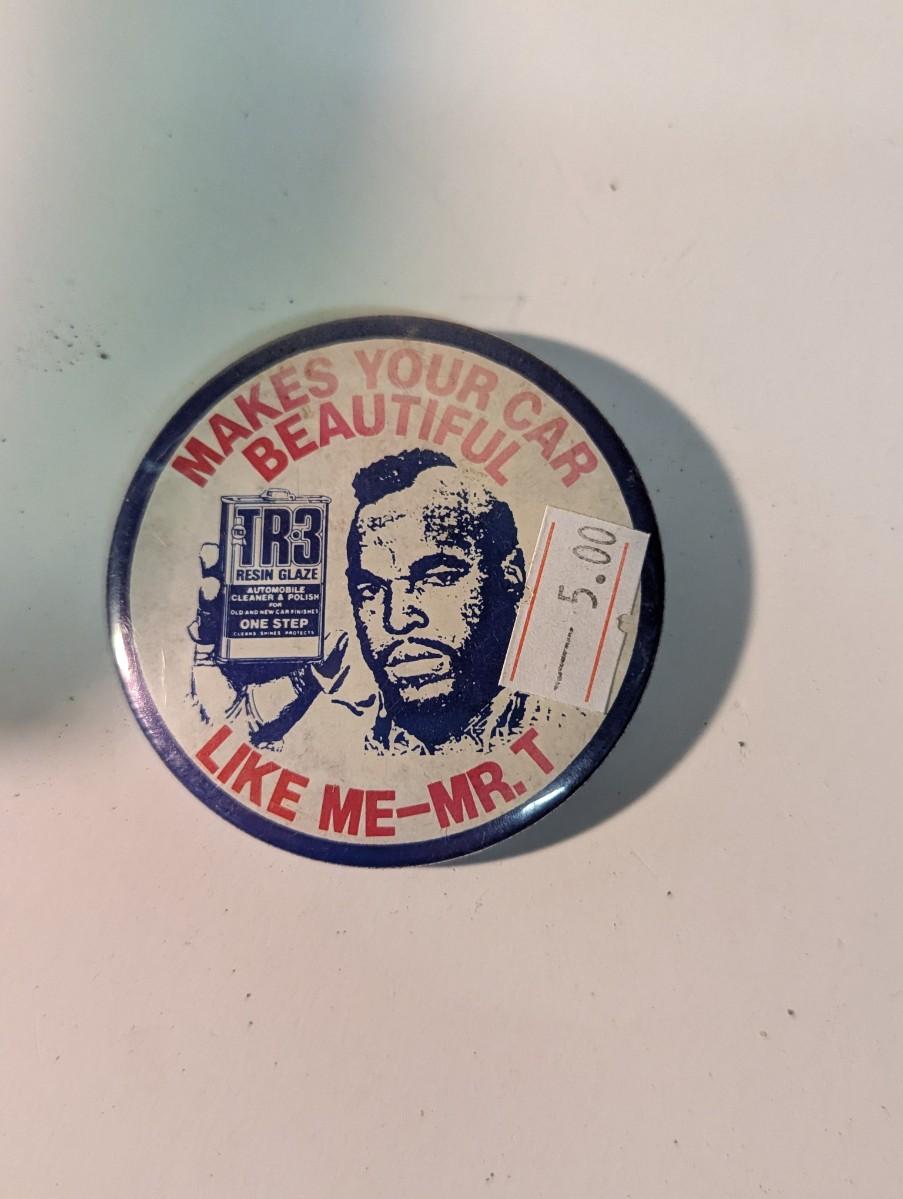 MAKES YOUR CAR
BEAUTIFUL
TR-3
RESIN GLAZE
AUTOMOBILE
CLEANER & POLISH
FOR
OLD AND NEW CAR FINISHES
ONE STEP
CLEANS SHINES PROTECTS
5.00
LIKE ME-MR. T